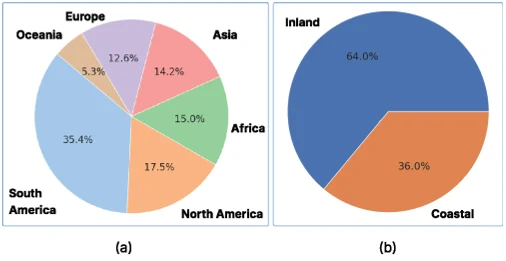 Europe
Oceania
Asia
12.6%
5.3%
14.2%
15.0%
Africa
35.4%
17.5%
South
America
North America
(a)
Inland
64.0%
36.0%
Coastal
(b)